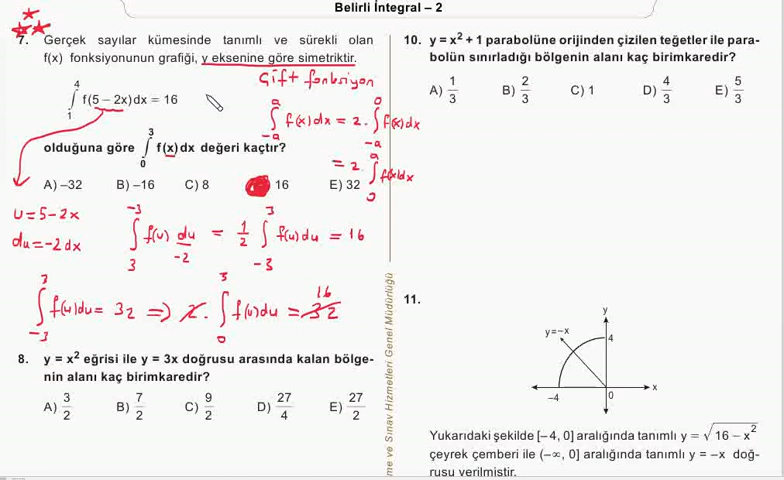 Belirli İntegral – 2
7. Gerçek sayılar kümesinde tanımlı ve sürekli olan
f(x) fonksiyonunun grafiği, y eksenine göre simetriktir.
Çift fonksiyon
∫₁⁴ f(5 – 2x) dx = 16
∫₋ₐᵃ f(x) dx = 2. ∫₋ₐ⁰ f(x) dx
= 2. ∫₀ᵃ f(x) dx
olduğuna göre ∫₀³ f(x) dx değeri kaçtır?
A) –32 B) –16 C) 8 16 E) 32
u = 5 – 2x
du = –2 dx
∫₃⁻³ f(u) du/–2 = 1/2 ∫₋₃³ f(u) du = 16
∫₋₃³ f(u) du = 32 ⇒ 2. ∫₀³ f(u) du = 32 16
8. y = x² eğrisi ile y = 3x doğrusu arasında kalan bölge-
nin alanı kaç birimkaredir?
A) 3/2 B) 7/2 C) 9/2 D) 27/4 E) 27/2
me ve Sınav Hizmetleri Genel Müdürlüğü
10. y = x² + 1 parabolüne orijinden çizilen teğetler ile para-
bolün sınırladığı bölgenin alanı kaç birimkaredir?
A) 1/3 B) 2/3 C) 1 D) 4/3 E) 5/3
11.
y
y=–x
4
x
–4
0
Yukarıdaki şekilde [–4, 0] aralığında tanımlı y = √(16 – x²)
çeyrek çemberi ile (–∞, 0] aralığında tanımlı y = –x doğ-
rusu verilmiştir.